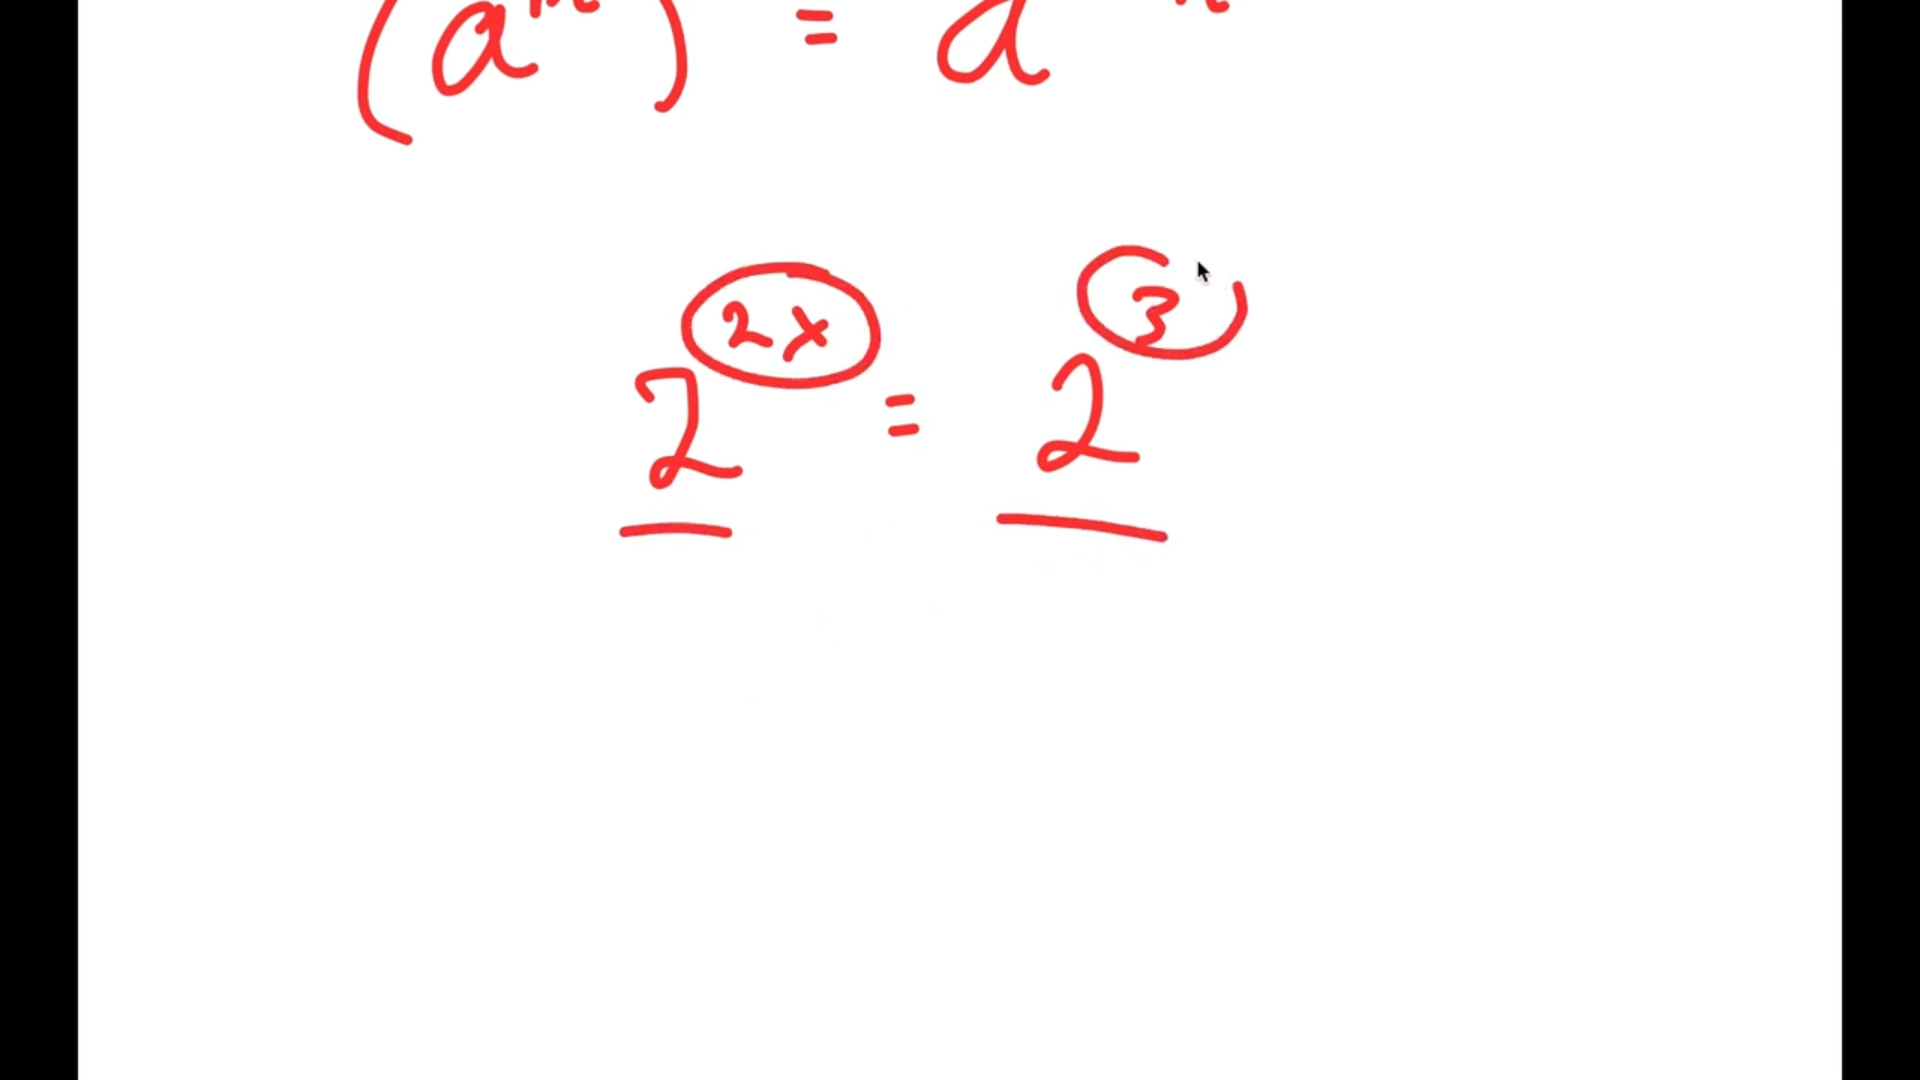 (a^m) = a
2^{2x} = 2^3